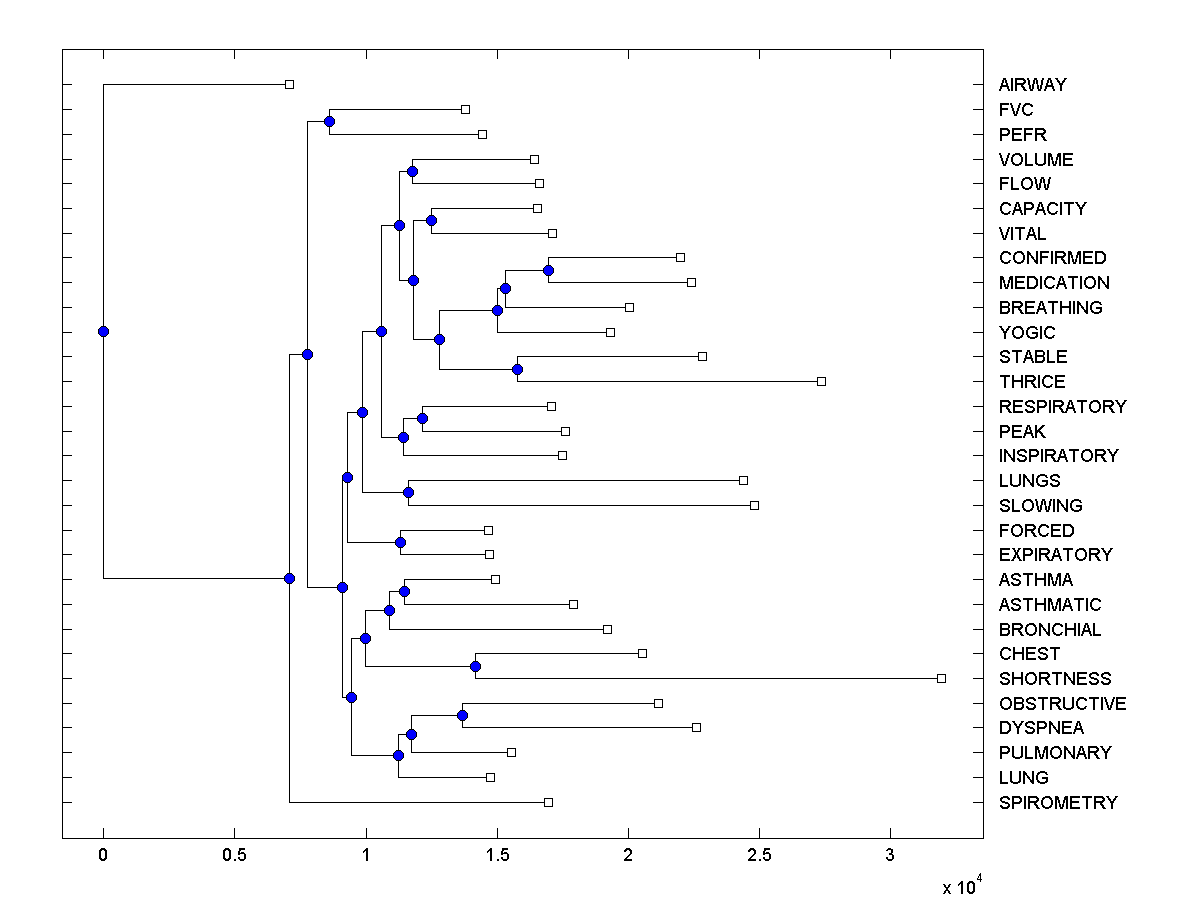 AIRWAY
FVC
PEFR
VOLUME
FLOW
CAPACITY
VITAL
CONFIRMED
MEDICATION
BREATHING
YOGIC
STABLE
THRICE
RESPIRATORY
PEAK
INSPIRATORY
LUNGS
SLOWING
FORCED
EXPIRATORY
ASTHMA
ASTHMATIC
BRONCHIAL
CHEST
SHORTNESS
OBSTRUCTIVE
DYSPNEA
PULMONARY
LUNG
SPIROMETRY
0 0.5 1 1.5 2 2.5 3
x 10⁴